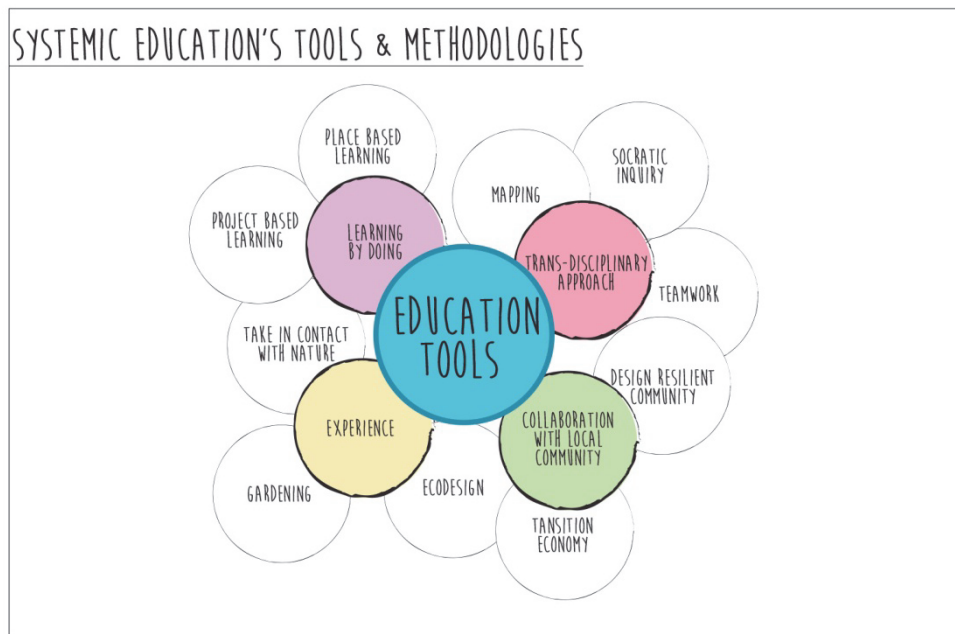 SYSTEMIC EDUCATION'S TOOLS & METHODOLOGIES
PLACE BASED
LEARNING
SOCRATIC
INQUIRY
MAPPING
PROJECT BASED
LEARNING
LEARNING
BY DOING
TRANS-DISCIPLINARY
APPROACH
TEAMWORK
EDUCATION
TOOLS
TAKE IN CONTACT
WITH NATURE
DESIGN RESILIENT
COMMUNITY
EXPERIENCE
COLLABORATION
WITH LOCAL
COMMUNITY
GARDENING
ECODESIGN
TANSITION
ECONOMY